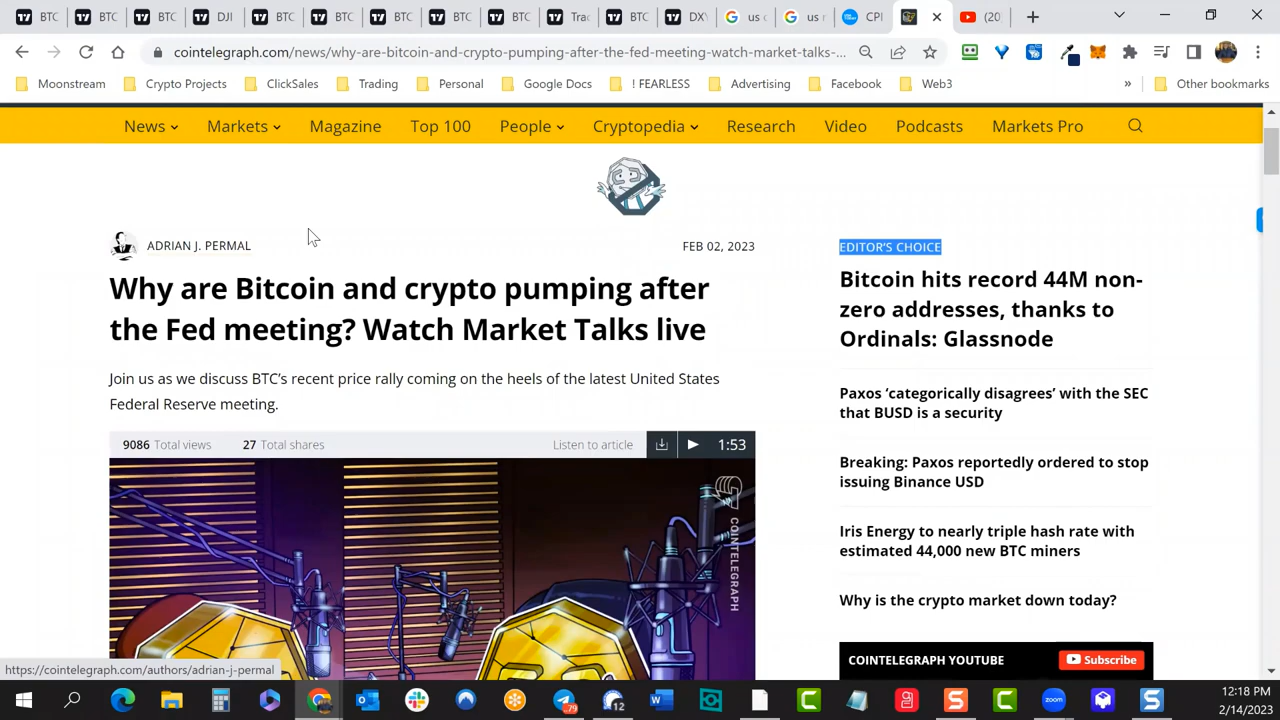 BTC
BTC
BTC
DJI
BTC
BTC
BTC
BTC
BTC
Tra
BTC
DX
us
us
CPI
(20
cointelegraph.com/news/why-are-bitcoin-and-crypto-pumping-after-the-fed-meeting-watch-market-talks-...
Moonstream
Crypto Projects
ClickSales
Trading
Personal
Google Docs
! FEARLESS
Advertising
Facebook
Web3
»
Other bookmarks
News
Markets
Magazine
Top 100
People
Cryptopedia
Research
Video
Podcasts
Markets Pro
ADRIAN J. PERMAL
FEB 02, 2023
Why are Bitcoin and crypto pumping after
the Fed meeting? Watch Market Talks live
Join us as we discuss BTC’s recent price rally coming on the heels of the latest United States
Federal Reserve meeting.
9086 Total views
27 Total shares
Listen to article
1:53
COINTELEGRAPH
EDITOR’S CHOICE
Bitcoin hits record 44M non-
zero addresses, thanks to
Ordinals: Glassnode
Paxos ‘categorically disagrees’ with the SEC
that BUSD is a security
Breaking: Paxos reportedly ordered to stop
issuing Binance USD
Iris Energy to nearly triple hash rate with
estimated 44,000 new BTC miners
Why is the crypto market down today?
COINTELEGRAPH YOUTUBE
Subscribe
https://cointelegraph.com/authors/adrian-j-permal
79
12
zoom
12:18 PM
2/14/2023